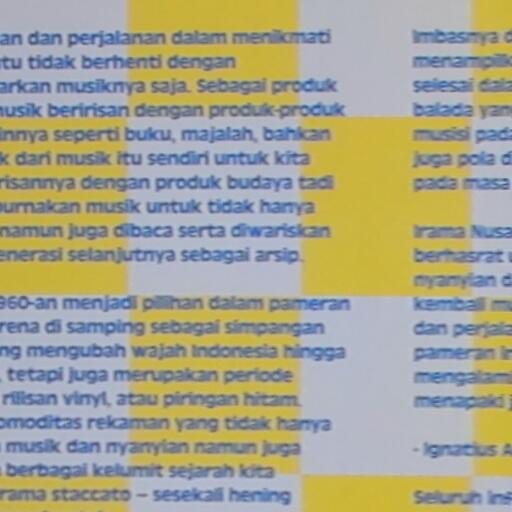 an dan perjalanan dalam menikmati
tu tidak berhenti dengan
arkan musiknya saja. Sebagai produk
musik beririsan dengan produk-produk
innya seperti buku, majalah, bahkan
k dari musik itu sendiri untuk kita
risannya dengan produk budaya tadi
purnakan musik untuk tidak hanya
namun juga dibaca serta diwariskan
enerasi selanjutnya sebagai arsip.
960-an menjadi pilihan dalam pameran
rena di samping sebagai simpangan
ng mengubah wajah Indonesia hingga
, tetapi juga merupakan periode
rilisan vinyl, atau piringan hitam.
omoditas rekaman yang tidak hanya
musik dan nyanyian namun juga
berbagai kelumit sejarah kita
rama staccato – sesekali hening
Imbasnya d
menampilk
selesai dala
balada yan
musisi pada
juga pola d
pada masa
Irama Nusa
berhasrat u
nyanyian d
kembali me
dan perjala
pameran in
mengalami
menapaki j
- Ignatius A
Seluruh inf